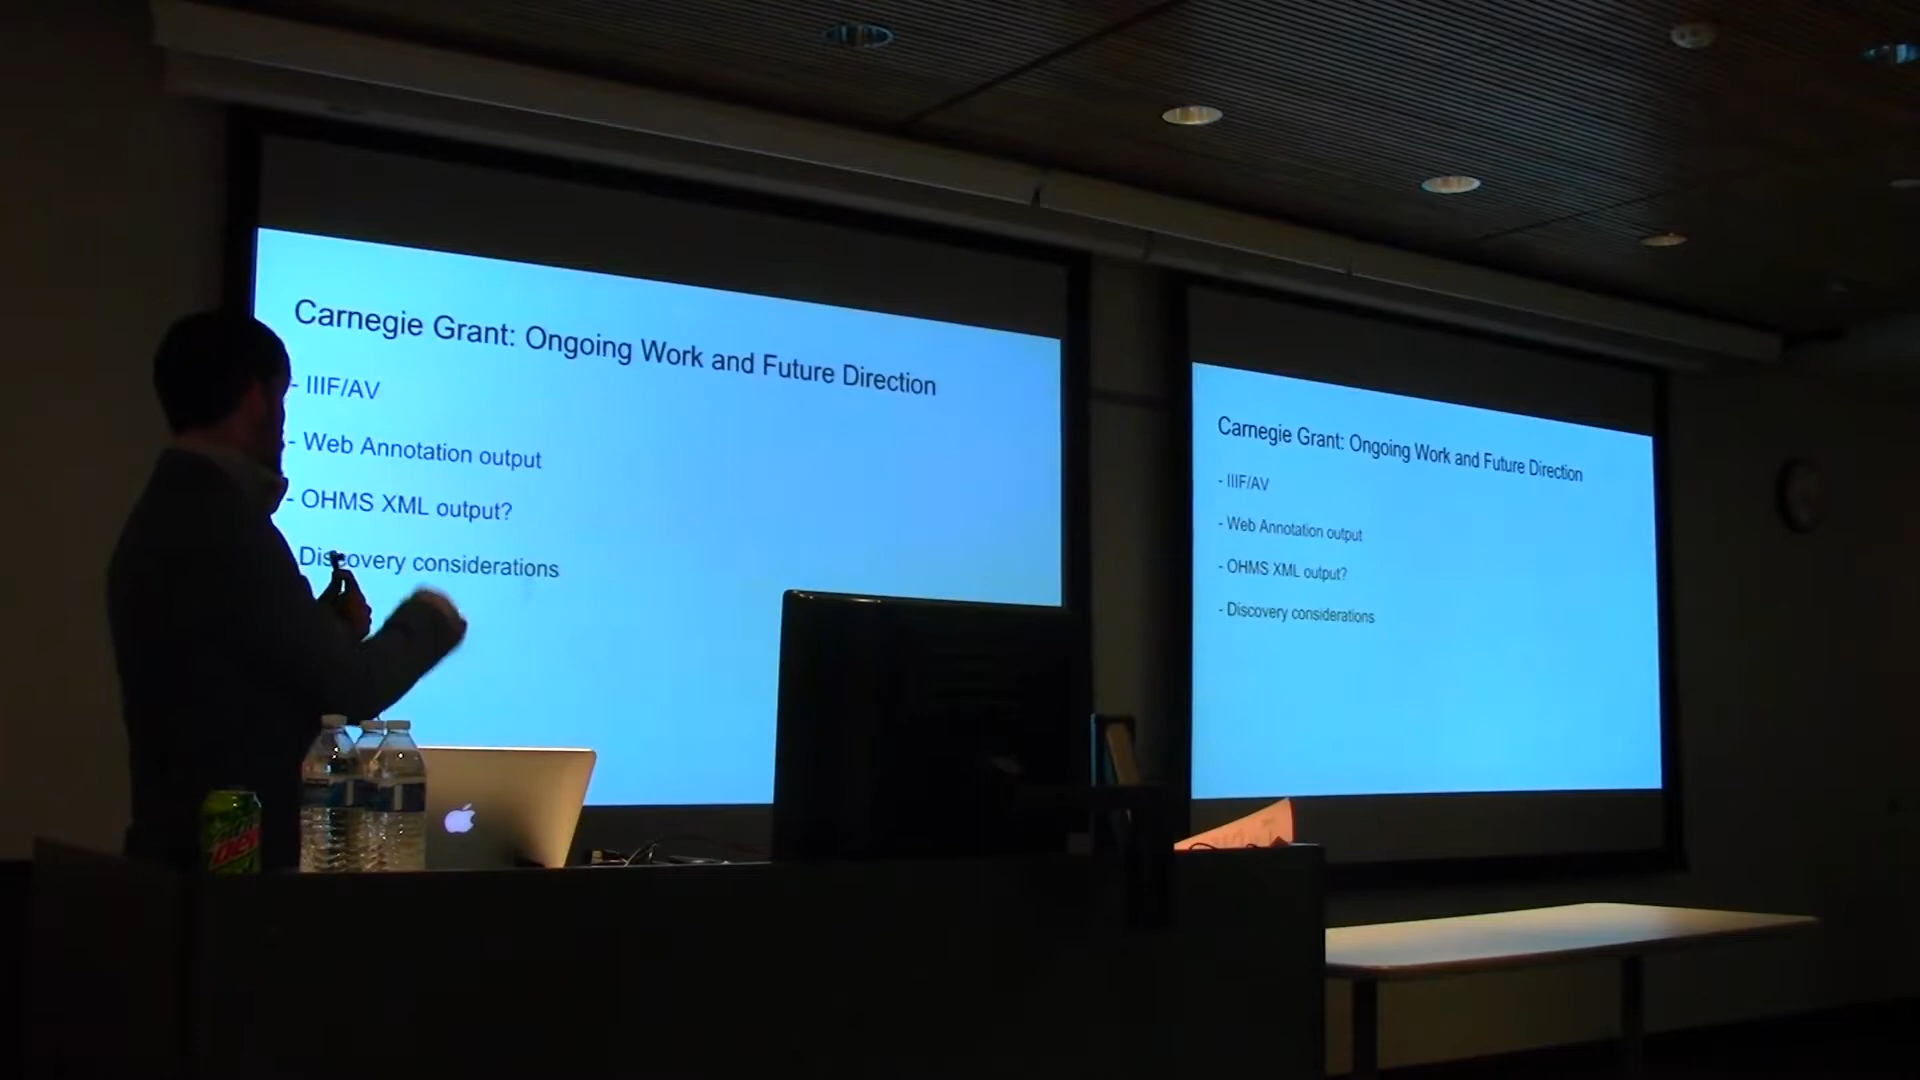 Carnegie Grant: Ongoing Work and Future Direction
- IIIF/AV
- Web Annotation output
- OHMS XML output?
Discovery considerations
Carnegie Grant: Ongoing Work and Future Direction
- IIIF/AV
- Web Annotation output
- OHMS XML output?
- Discovery considerations
Dew